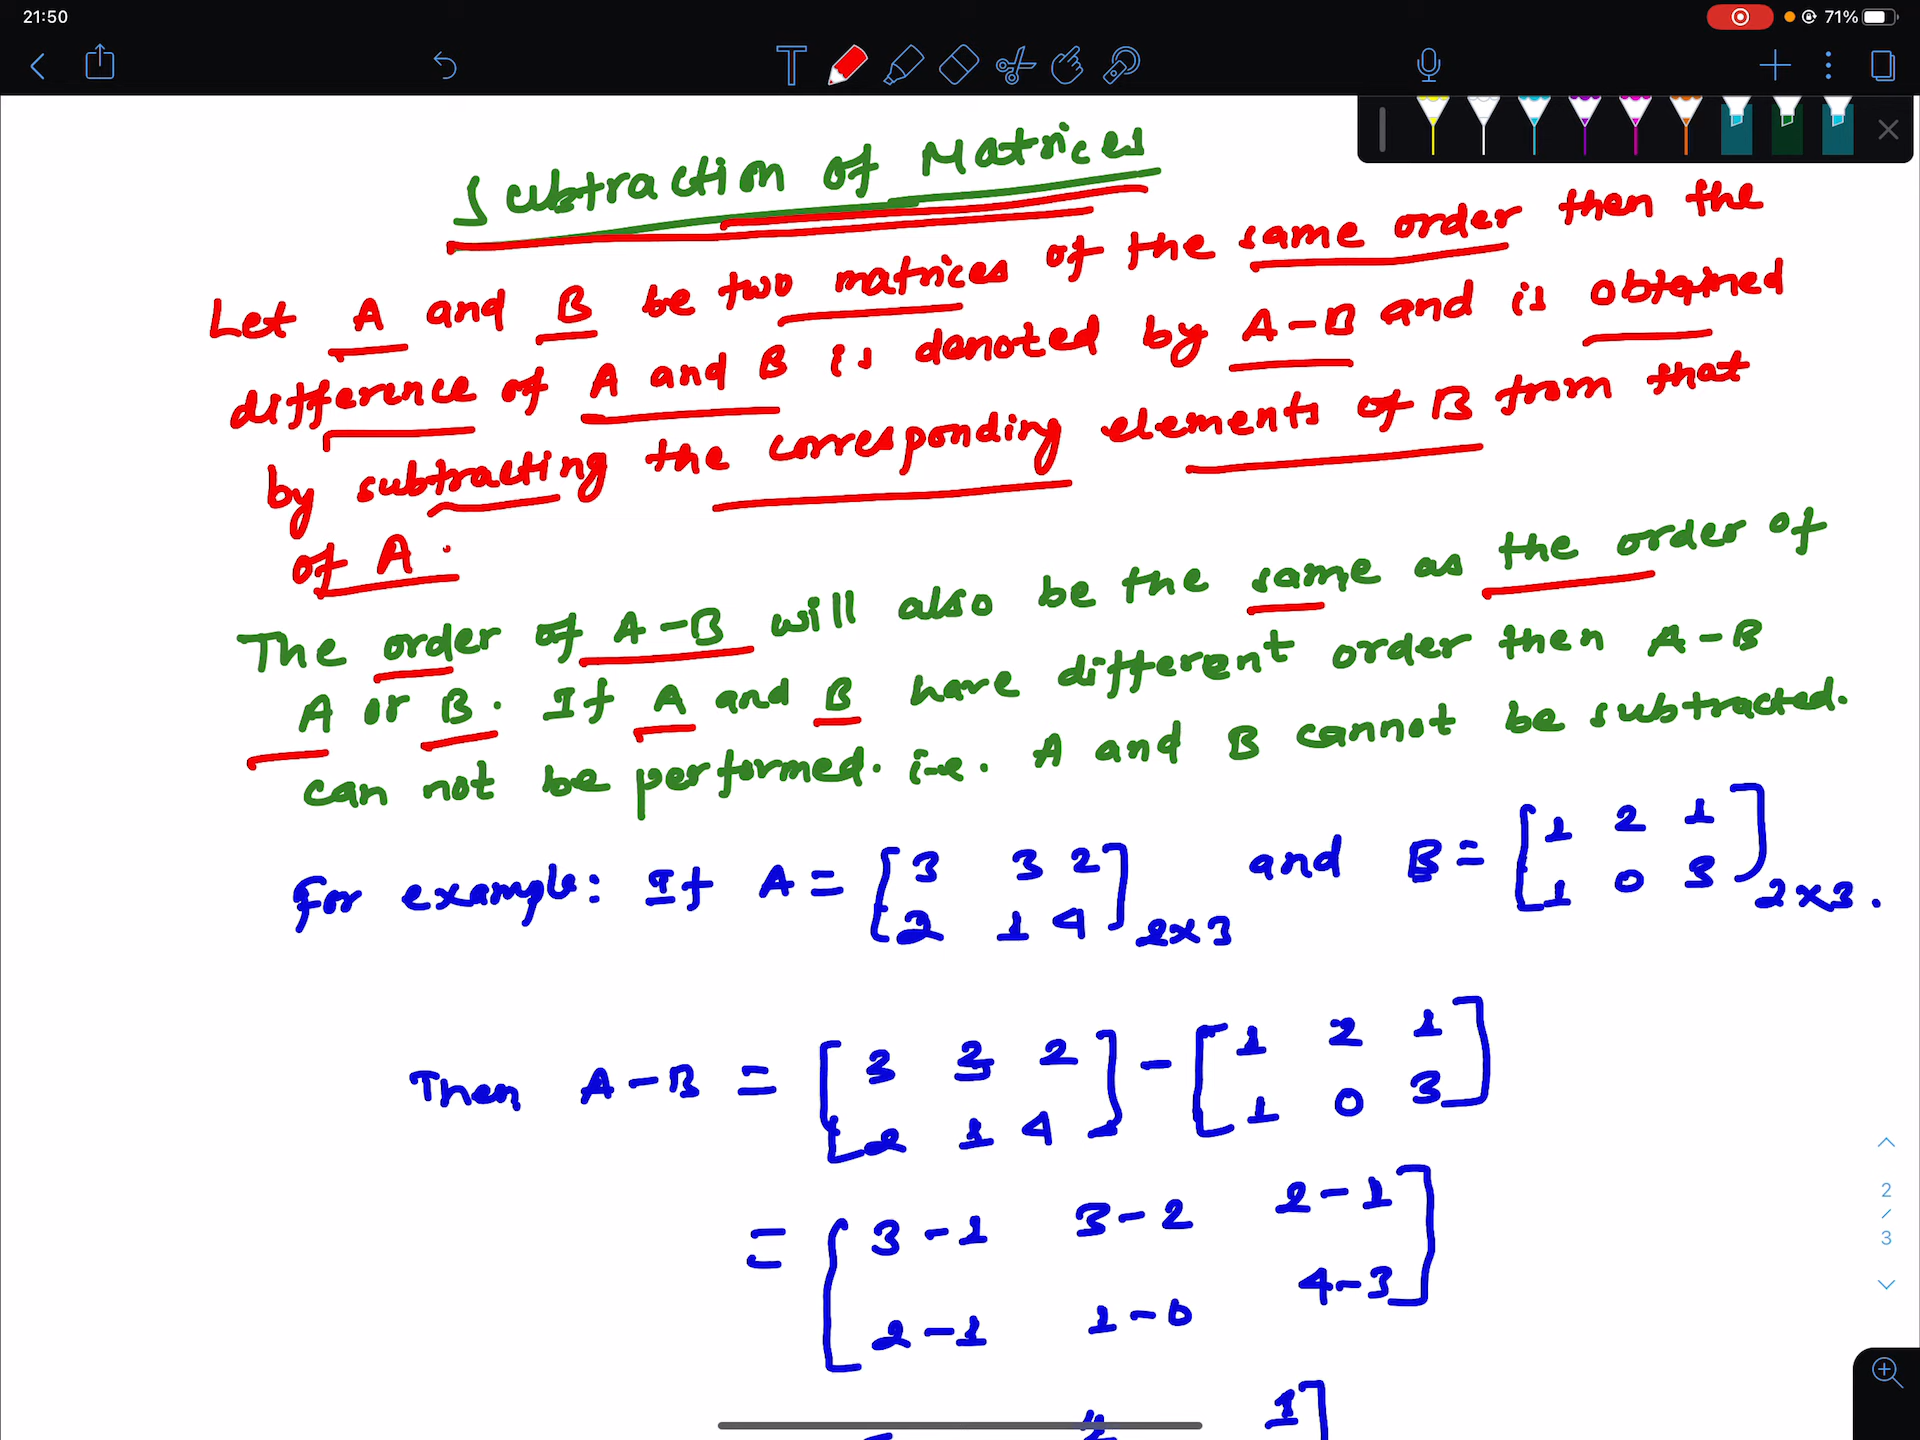 21:50
71%
T
Subtraction of Matrices
Let A and B be two matrices of the same order then the
difference of A and B is denoted by A-B and is obtained
by subtracting the corresponding elements of B from that
of A.
The order of A-B will also be the same as the order of
A or B. If A and B have different order then A-B
can not be performed. i.e. A and B cannot be subtracted.
For example: If A = [3 3 2 and B = [1 2 1
2 1 4] 2x3 1 0 3] 2x3.
Then A-B = [3 3 2 - [1 2 1
2 1 4] 1 0 3]
= [3-1 3-2 2-1
2-1 1-0 4-3]
1]
2
/
3